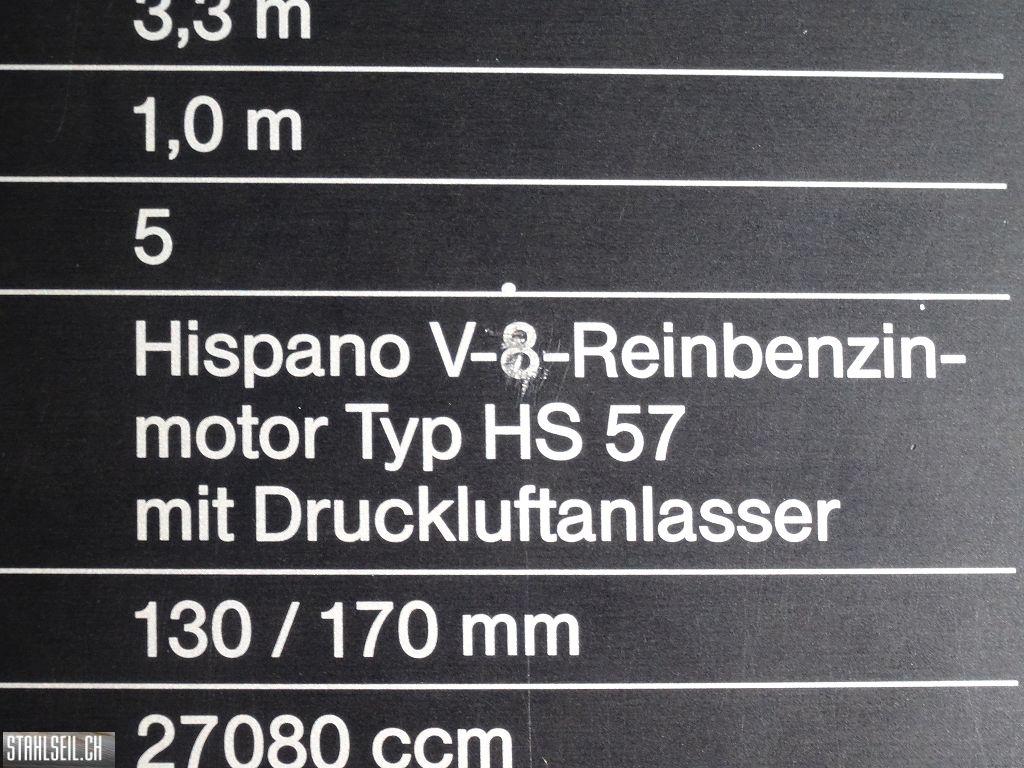 3,3 m
1,0 m
5
Hispano V-8-Reinbenzin-
motor Typ HS 57
mit Druckluftanlasser
130 / 170 mm
27080 ccm
STAHLSEIL.CH